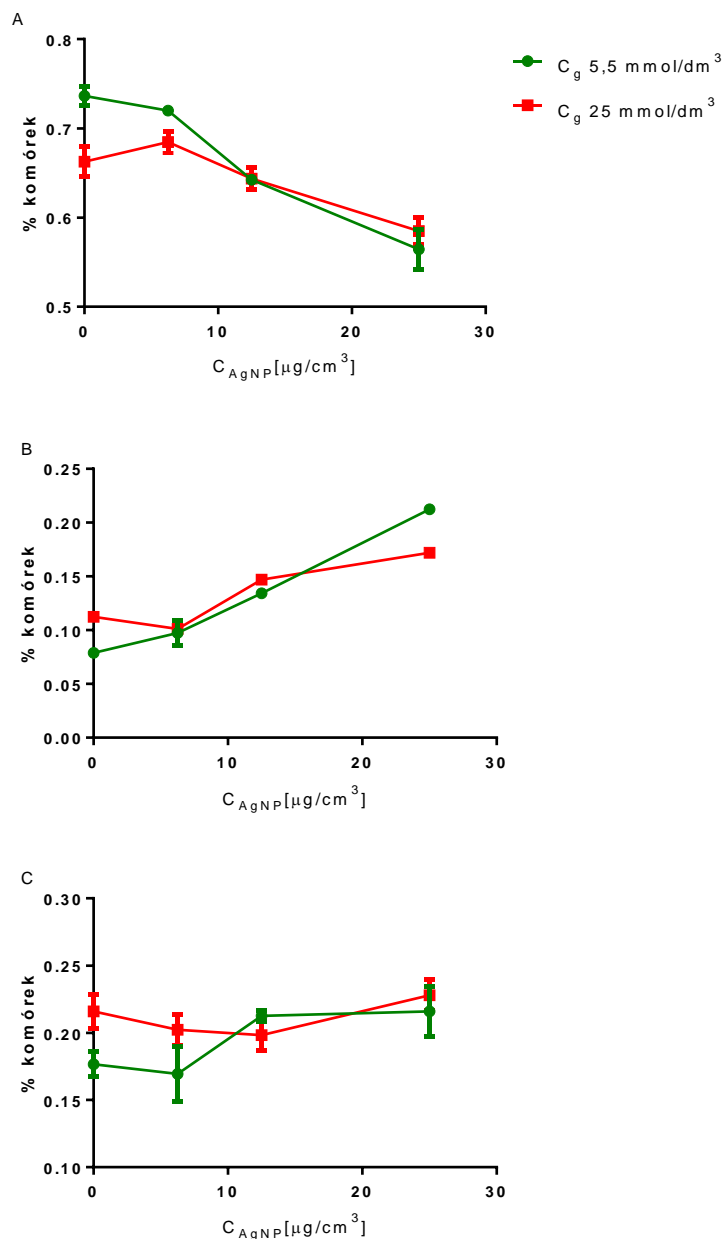 A
0.8
0.7
0.6
0.5
% komórek
0 10 20 30
C AgNP [µg/cm3]
Cg 5,5 mmol/dm3
Cg 25 mmol/dm3
B
0.25
0.20
0.15
0.10
0.05
0.00
% komórek
0 10 20 30
C AgNP [µg/cm3]
C
0.30
0.25
0.20
0.15
0.10
% komórek
0 10 20 30
C AgNP [µg/cm3]